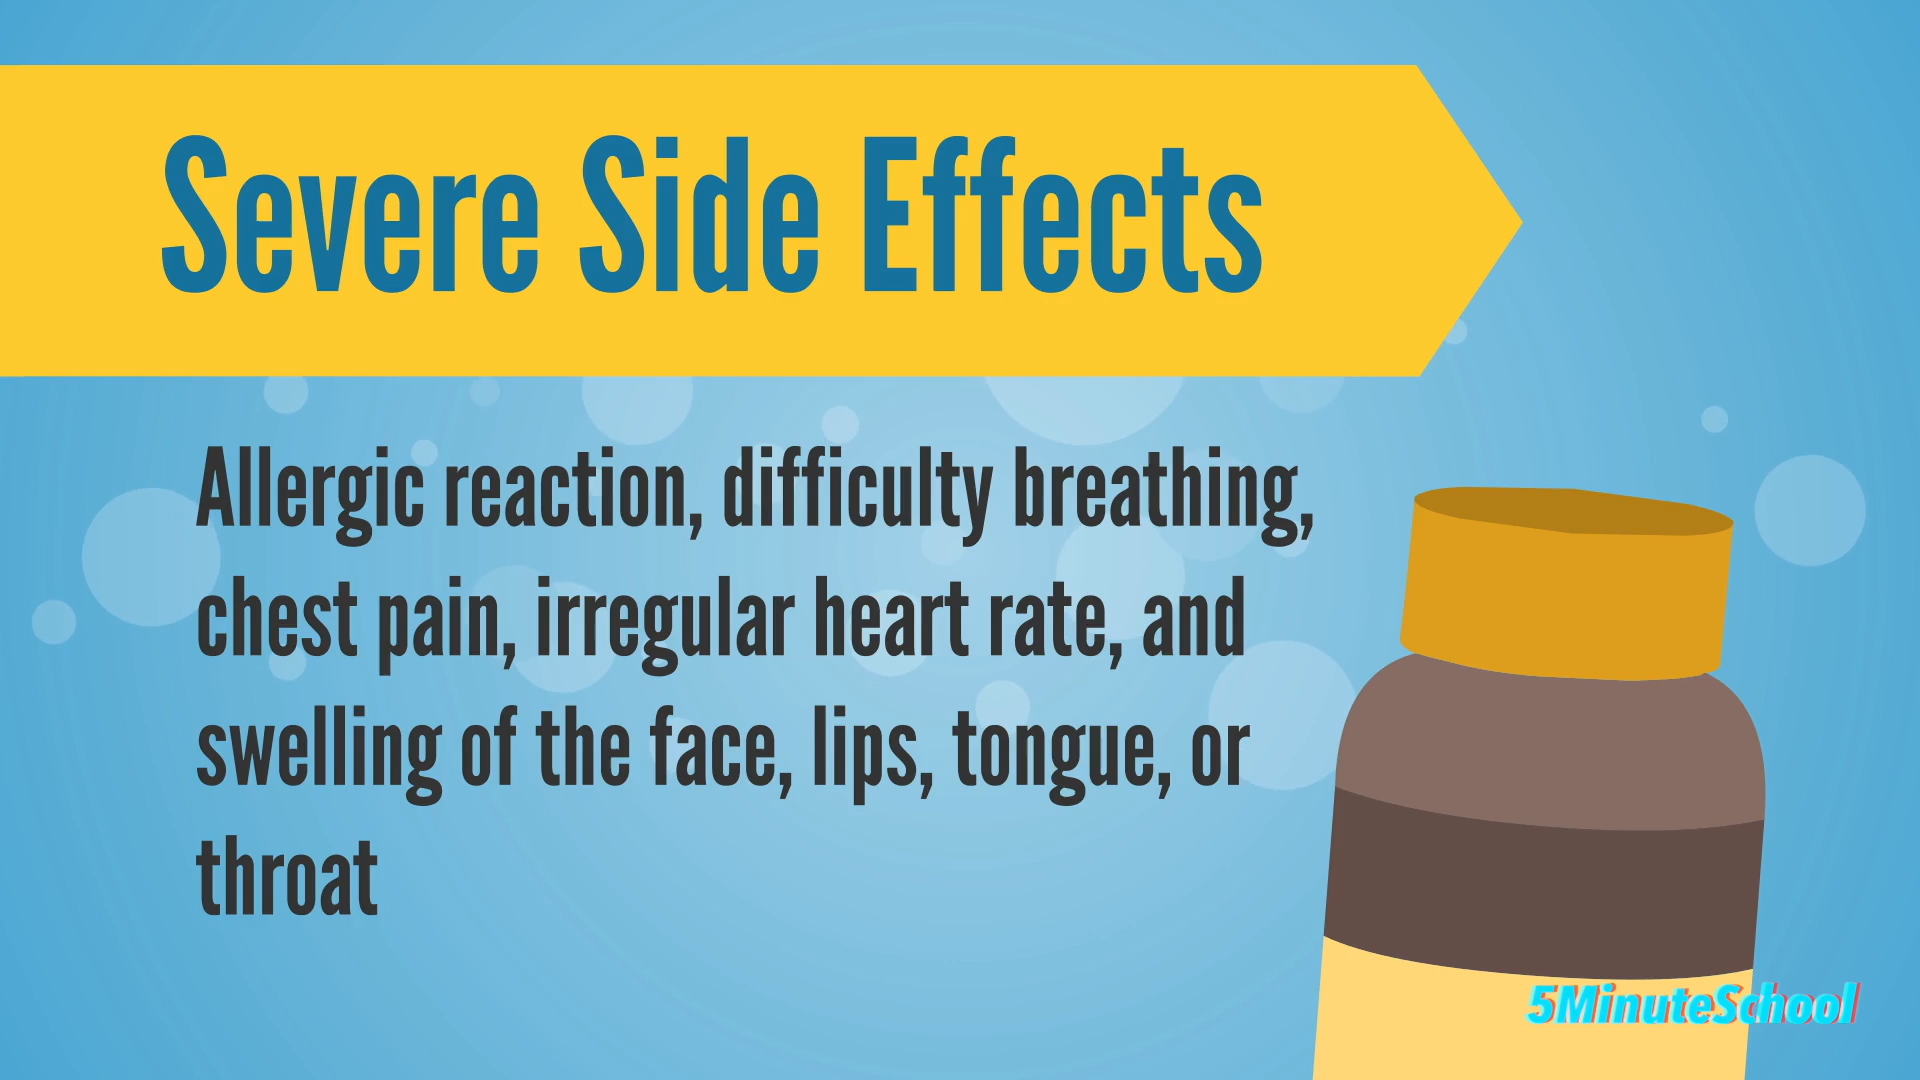 Severe Side Effects
Allergic reaction, difficulty breathing,
chest pain, irregular heart rate, and
swelling of the face, lips, tongue, or
throat
5MinuteSchool